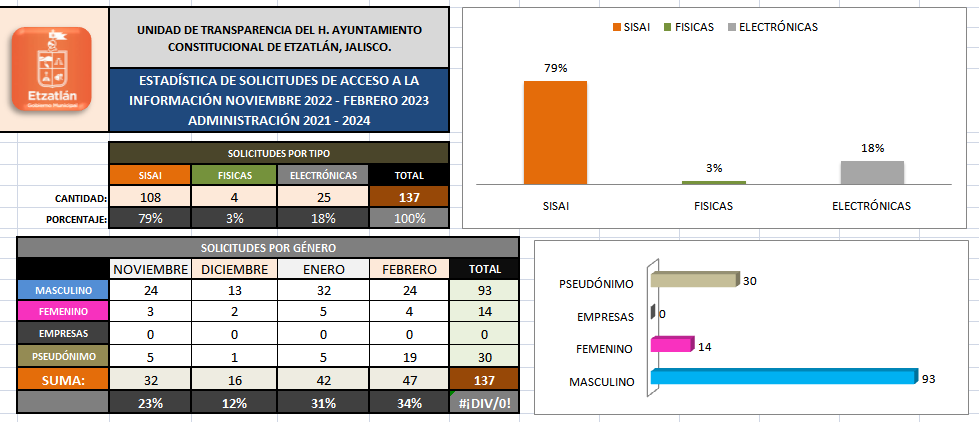 Etzatlán
Gobierno Municipal
UNIDAD DE TRANSPARENCIA DEL H. AYUNTAMIENTO
CONSTITUCIONAL DE ETZATLÁN, JALISCO.
ESTADÍSTICA DE SOLICITUDES DE ACCESO A LA
INFORMACIÓN NOVIEMBRE 2022 - FEBRERO 2023
ADMINISTRACIÓN 2021 - 2024
SOLICITUDES POR TIPO
SISAI FISICAS ELECTRÓNICAS TOTAL
CANTIDAD: 108 4 25 137
PORCENTAJE: 79% 3% 18% 100%
SISAI FISICAS ELECTRÓNICAS
79%
3%
18%
SISAI FISICAS ELECTRÓNICAS
SOLICITUDES POR GÉNERO
NOVIEMBRE DICIEMBRE ENERO FEBRERO TOTAL
MASCULINO 24 13 32 24 93
FEMENINO 3 2 5 4 14
EMPRESAS 0 0 0 0 0
PSEUDÓNIMO 5 1 5 19 30
SUMA: 32 16 42 47 137
23% 12% 31% 34% #¡DIV/0!
PSEUDÓNIMO 30
EMPRESAS 0
FEMENINO 14
MASCULINO 93